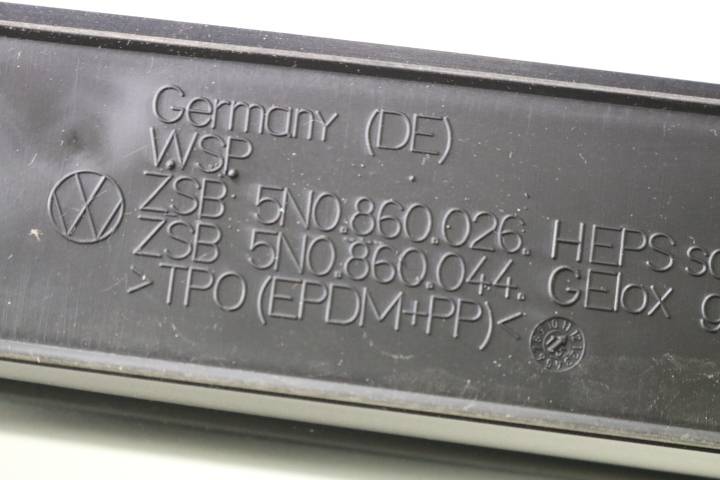 Germany (DE)
W.SP.
ZSB 5N0.860.026. HEPS
ZSB 5N0.860.044. GElox
>TPO(EPDM+PP)<